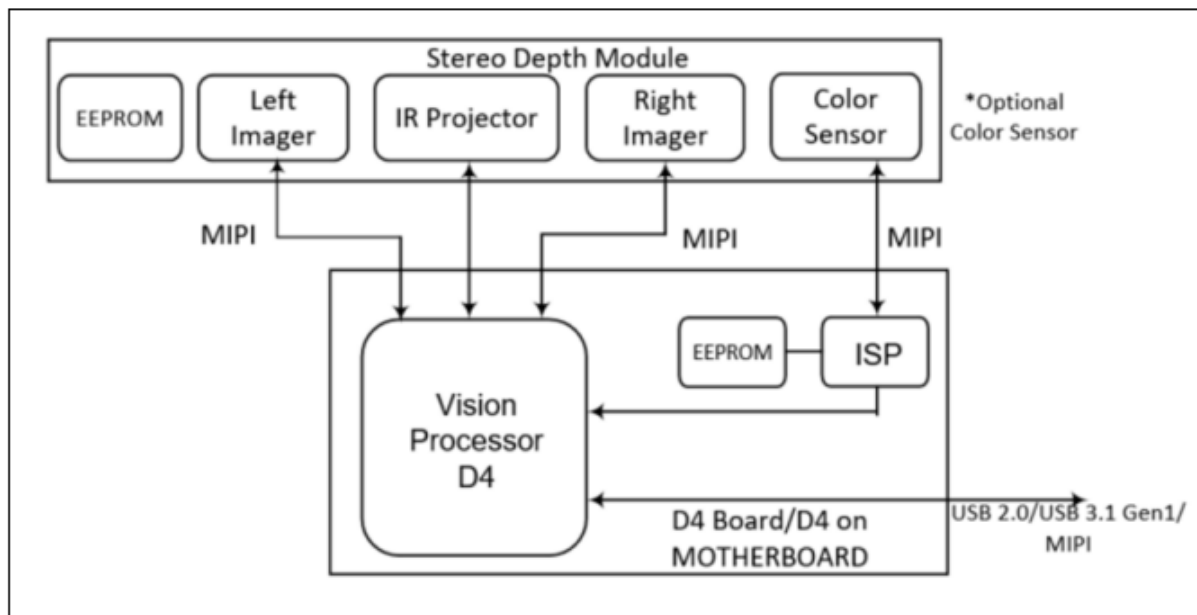 Stereo Depth Module
EEPROM
Left
Imager
IR Projector
Right
Imager
Color
Sensor
*Optional
Color Sensor
MIPI
MIPI
MIPI
EEPROM
ISP
Vision
Processor
D4
D4 Board/D4 on
MOTHERBOARD
USB 2.0/USB 3.1 Gen1/
MIPI